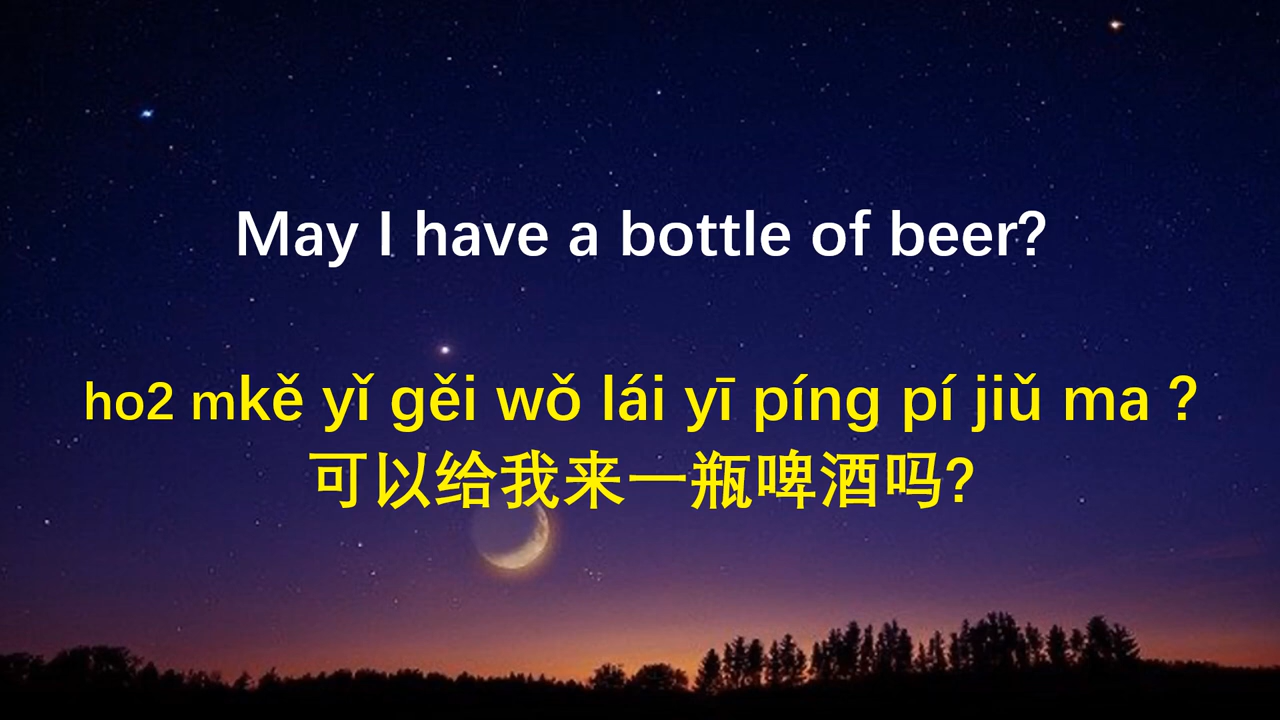 May I have a bottle of beer?
ho2 mkě yǐ gěi wǒ lái yī píng pí jiǔ ma ?
可以给我来一瓶啤酒吗?